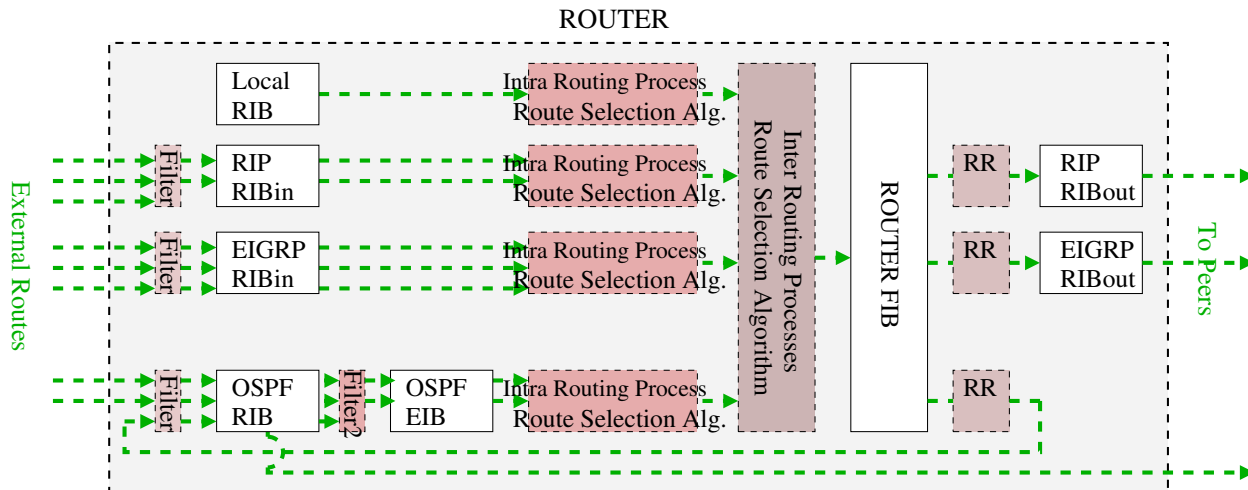 ROUTER
Local
RIB
Intra Routing Process
Route Selection Alg.
Filter
RIP
RIBin
Intra Routing Process
Route Selection Alg.
RR
RIP
RIBout
External Routes
Filter
EIGRP
RIBin
Intra Routing Process
Route Selection Alg.
Inter Routing Processes
Route Selection Algorithm
ROUTER FIB
RR
EIGRP
RIBout
To Peers
Filter
OSPF
RIB
Filter2
OSPF
EIB
Intra Routing Process
Route Selection Alg.
RR